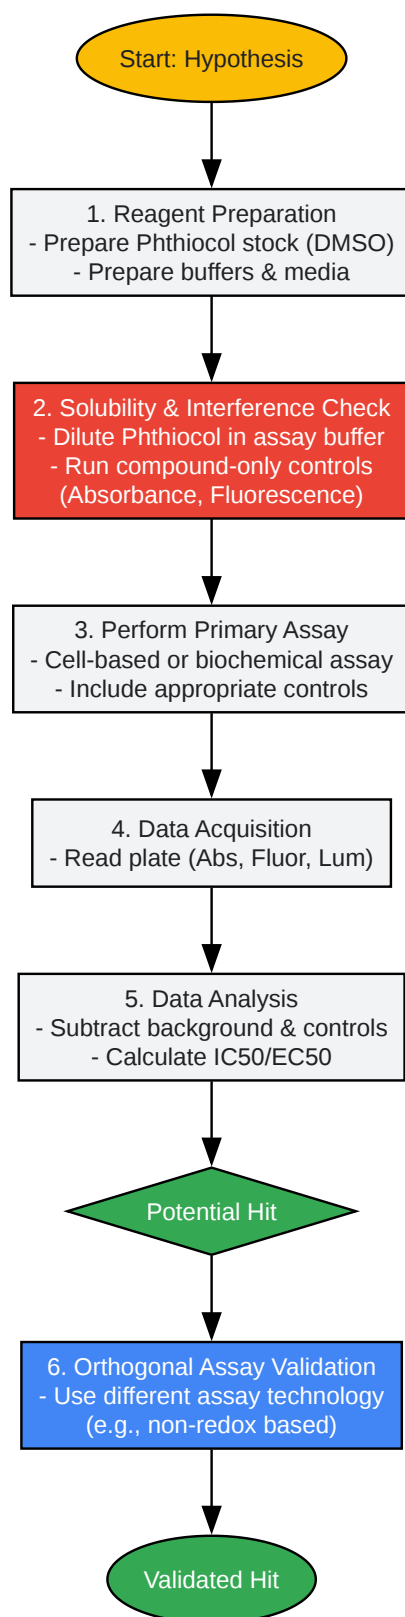 Start: Hypothesis
1. Reagent Preparation
- Prepare Phthiocol stock (DMSO)
- Prepare buffers & media
2. Solubility & Interference Check
- Dilute Phthiocol in assay buffer
- Run compound-only controls
(Absorbance, Fluorescence)
3. Perform Primary Assay
- Cell-based or biochemical assay
- Include appropriate controls
4. Data Acquisition
- Read plate (Abs, Fluor, Lum)
5. Data Analysis
- Subtract background & controls
- Calculate IC50/EC50
Potential Hit
6. Orthogonal Assay Validation
- Use different assay technology
(e.g., non-redox based)
Validated Hit